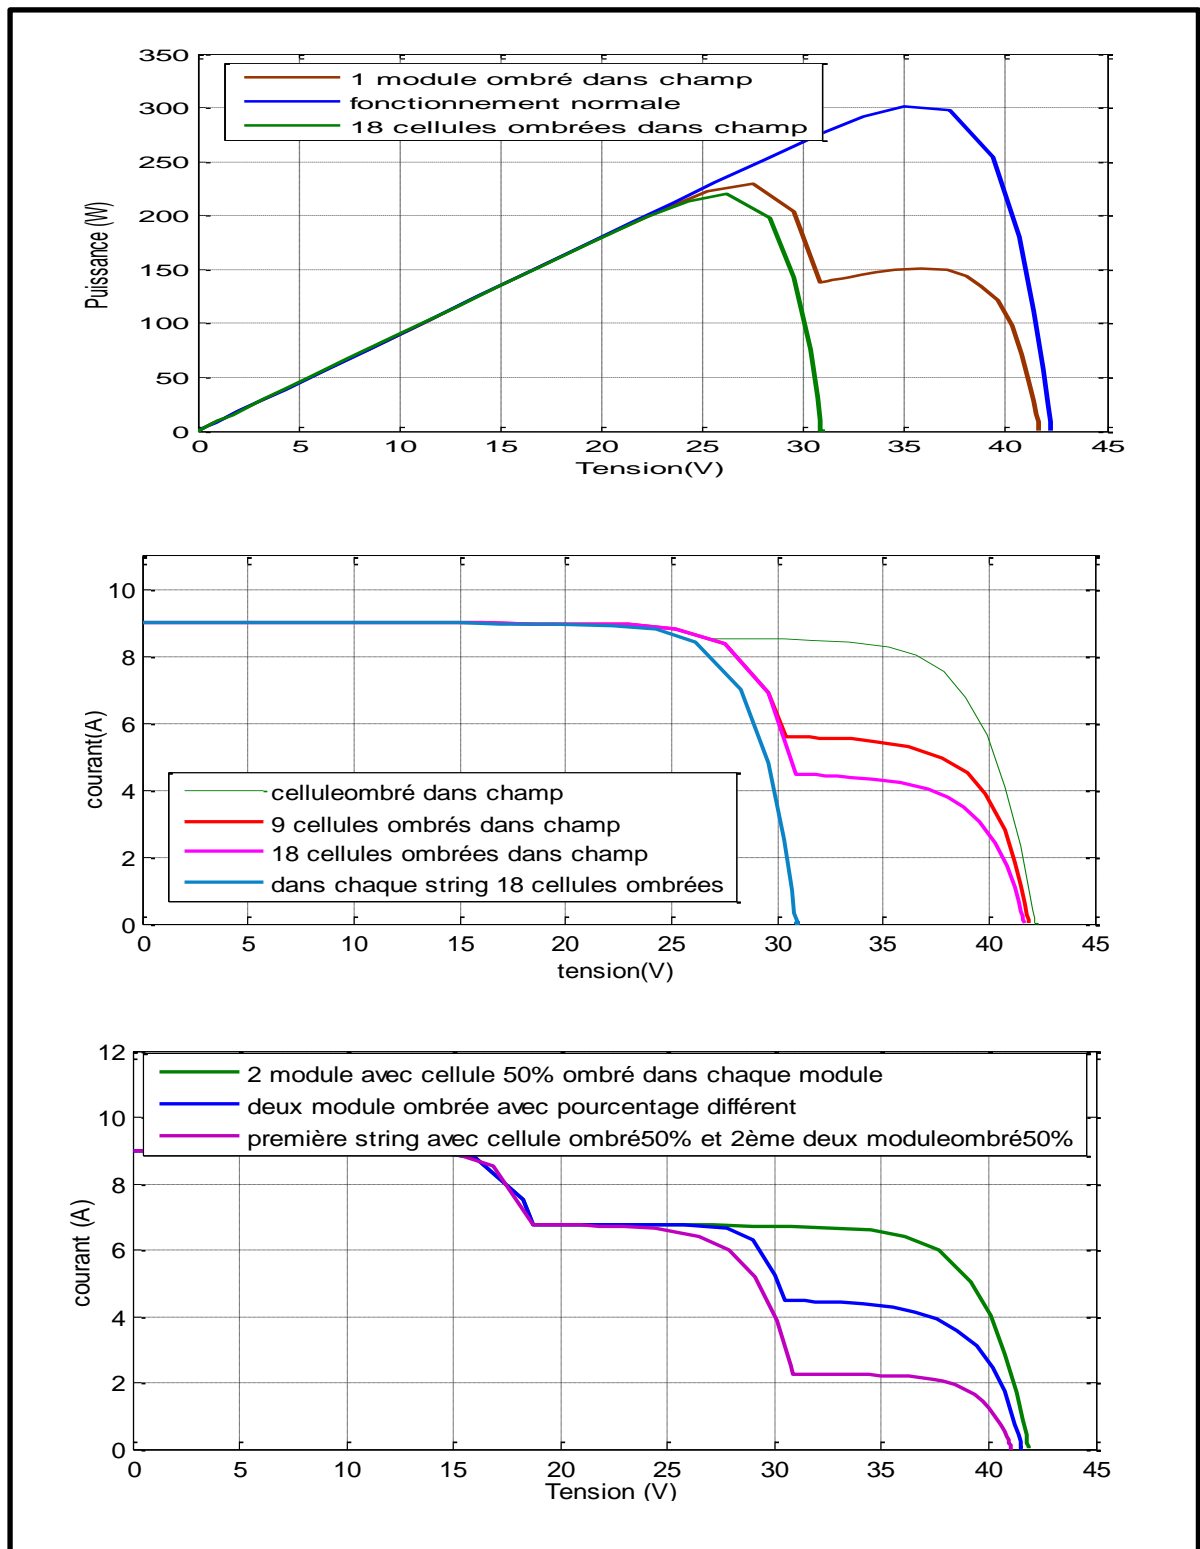 350
300
250
200
150
100
50
0
Puissance (W)
1 module ombré dans champ
fonctionnement normale
18 cellules ombrées dans champ
0 5 10 15 20 25 30 35 40 45
Tension(V)
10
8
6
4
2
0
courant(A)
celluleombré dans champ
9 cellules ombrés dans champ
18 cellules ombrées dans champ
dans chaque string 18 cellules ombrées
0 5 10 15 20 25 30 35 40 45
tension(V)
12
10
8
6
4
2
0
courant (A)
2 module avec cellule 50% ombré dans chaque module
deux module ombrée avec pourcentage différent
première string avec cellule ombré50% et 2ème deux moduleombré50%
0 5 10 15 20 25 30 35 40 45
Tension (V)